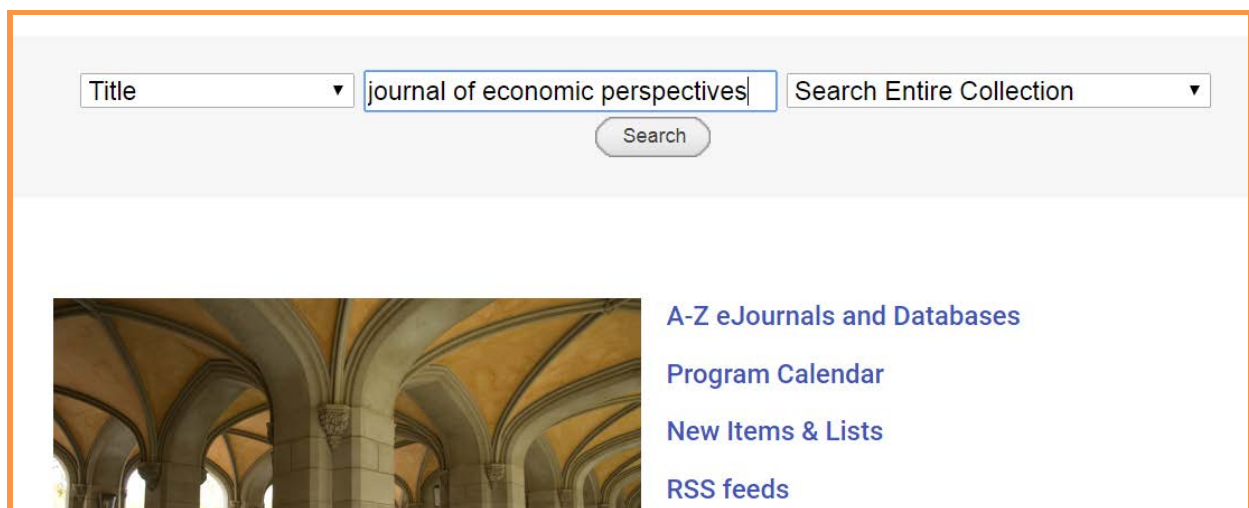 Title journal of economic perspectives Search Entire Collection
Search
A-Z eJournals and Databases
Program Calendar
New Items & Lists
RSS feeds